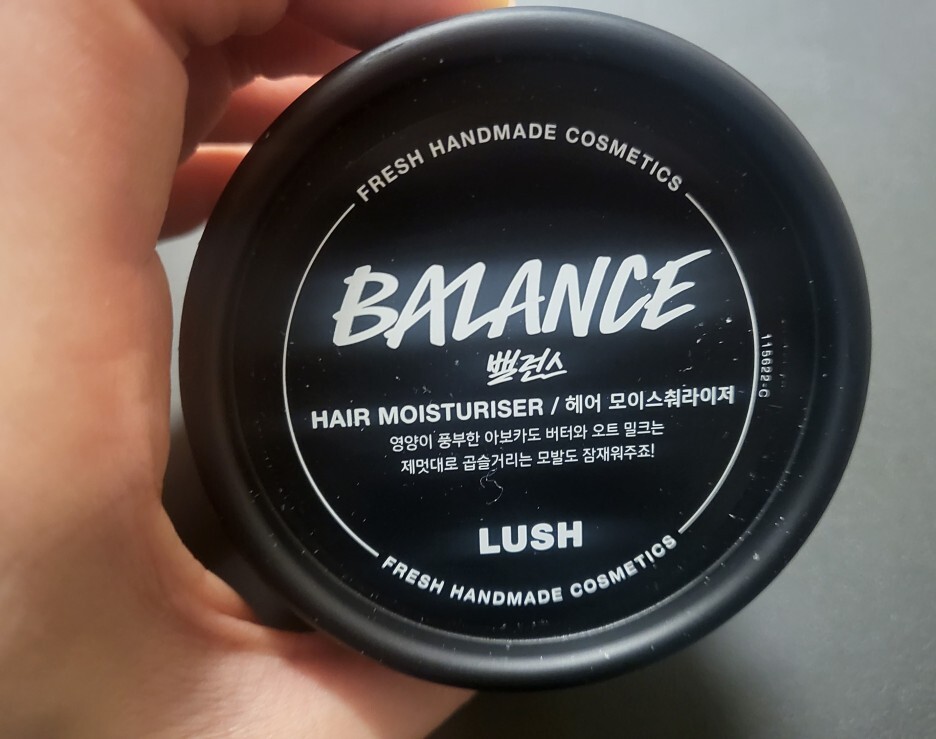 FRESH HANDMADE COSMETICS
BALANCE
빨런스
HAIR MOISTURISER / 헤어 모이스춰라이저
영양이 풍부한 아보카도 버터와 오트 밀크는
제멋대로 곱슬거리는 모발도 잠재워주죠!
LUSH
FRESH HANDMADE COSMETICS
115622-C